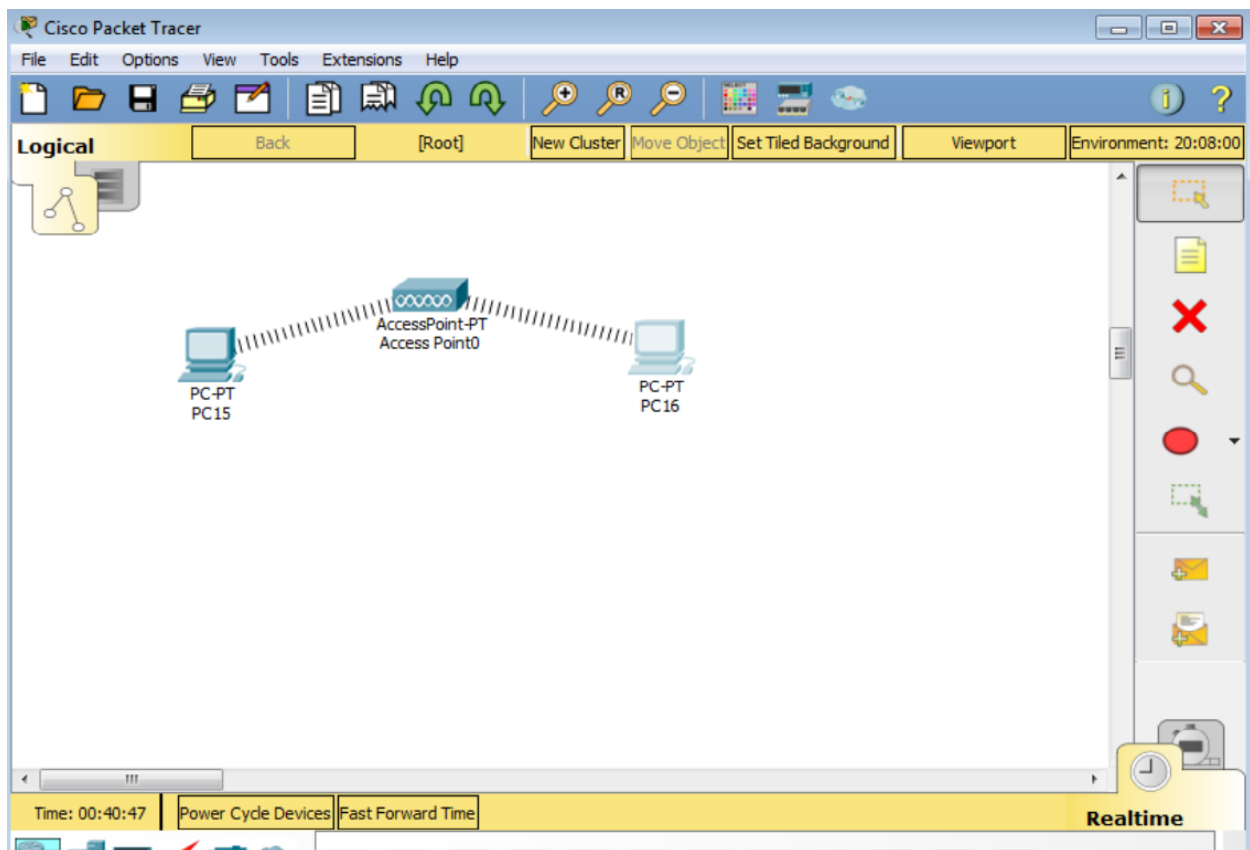 Cisco Packet Tracer
File Edit Options View Tools Extensions Help
Logical Back [Root] New Cluster Move Object Set Tiled Background Viewport Environment: 20:08:00
AccessPoint-PT
Access Point0
PC-PT
PC15
PC-PT
PC16
Time: 00:40:47 Power Cycle Devices Fast Forward Time Realtime